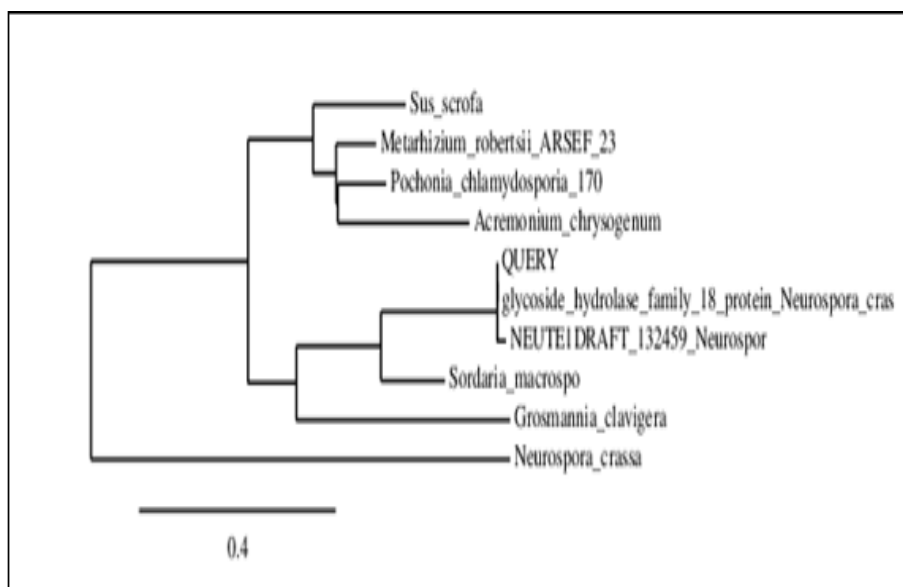 Sus_scrofa
Metarhizium_robertsii_ARSEF_23
Pochonia_chlamydosporia_170
Acremonium_chrysogenum
QUERY
glycoside_hydrolase_family_18_protein_Neurospora_cras
NEUTE1DRAFT_132459_Neurospor
Sordaria_macrospo
Grosmannia_clavigera
Neurospora_crassa
0.4